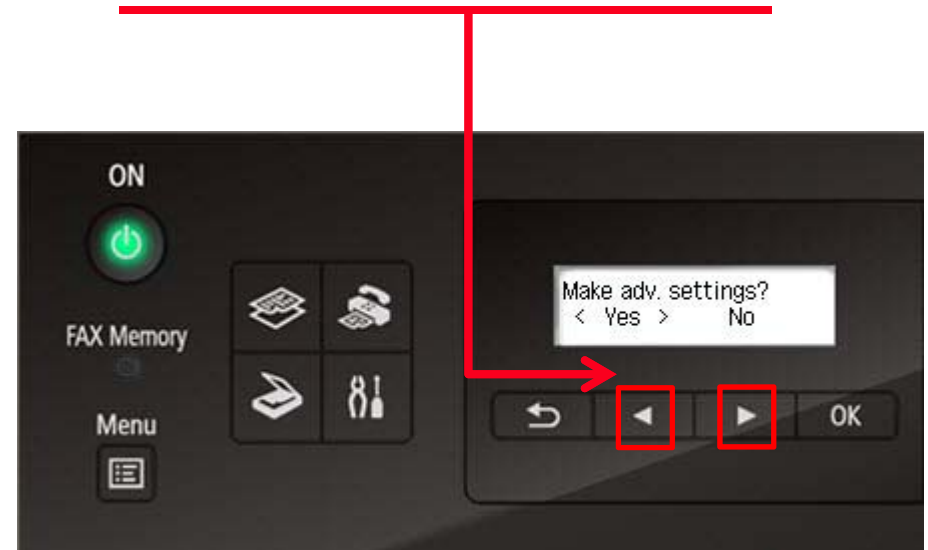 ON
FAX Memory
Menu
Make adv. settings?
< Yes > No
OK